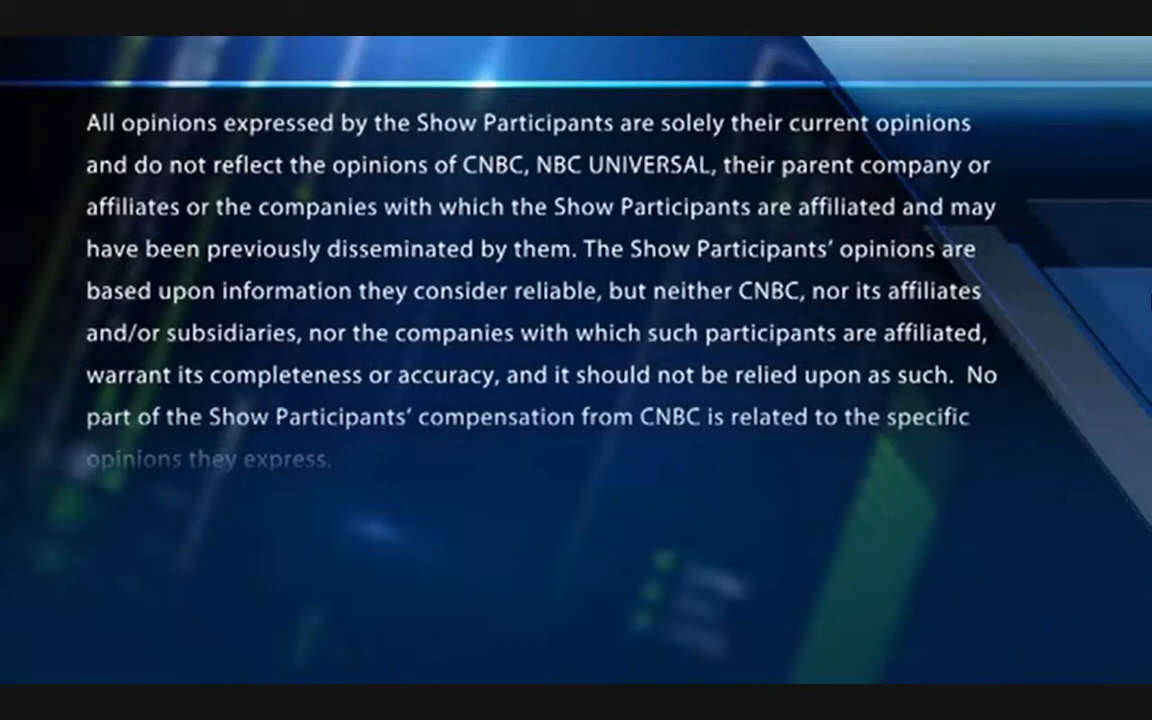 All opinions expressed by the Show Participants are solely their current opinions
and do not reflect the opinions of CNBC, NBC UNIVERSAL, their parent company or
affiliates or the companies with which the Show Participants are affiliated and may
have been previously disseminated by them. The Show Participants’ opinions are
based upon information they consider reliable, but neither CNBC, nor its affiliates
and/or subsidiaries, nor the companies with which such participants are affiliated,
warrant its completeness or accuracy, and it should not be relied upon as such.  No
part of the Show Participants’ compensation from CNBC is related to the specific
opinions they express.